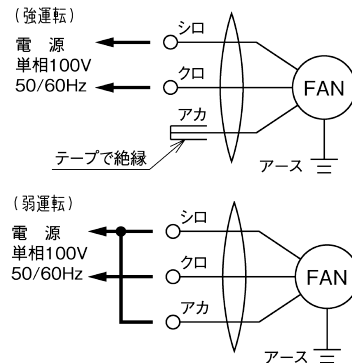 (強運転)
電 源
単相100V
50/60Hz
シロ
クロ
アカ
テープで絶縁
FAN
アース
(弱運転)
電 源
単相100V
50/60Hz
シロ
クロ
アカ
FAN
アース